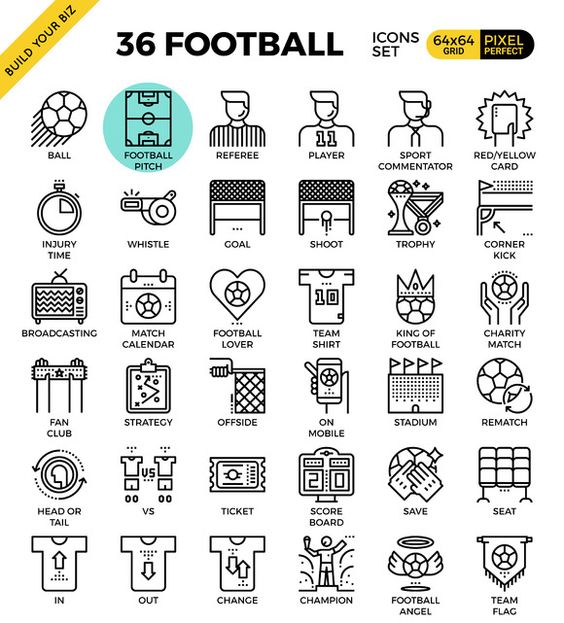 BUILD YOUR BIZ
36 FOOTBALL
ICONS
SET
64x64
GRID
PIXEL
PERFECT
BALL
FOOTBALL
PITCH
REFEREE
11
PLAYER
SPORT
COMMENTATOR
RED/YELLOW
CARD
INJURY
TIME
WHISTLE
GOAL
SHOOT
TROPHY
CORNER
KICK
BROADCASTING
MATCH
CALENDAR
FOOTBALL
LOVER
10
TEAM
SHIRT
KING OF
FOOTBALL
CHARITY
MATCH
FAN
CLUB
STRATEGY
OFFSIDE
ON
MOBILE
STADIUM
REMATCH
HEAD OR
TAIL
VS
VS
TICKET
2 0
SCORE
BOARD
SAVE
SEAT
IN
OUT
CHANGE
CHAMPION
FOOTBALL
ANGEL
TEAM
FLAG